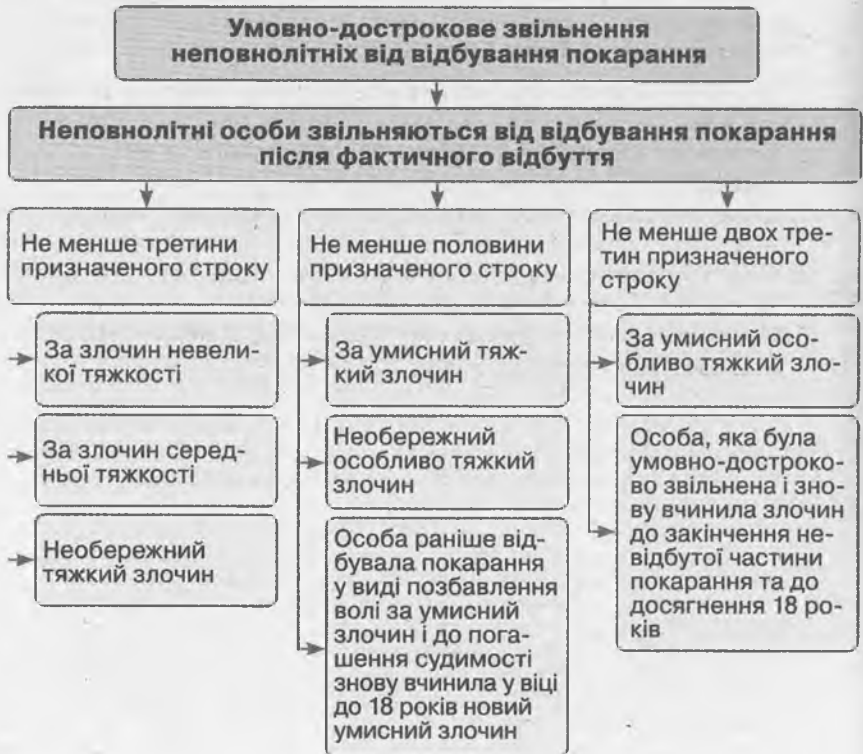 Умовно-дострокове звільнення
неповнолітніх від відбування покарання
Неповнолітні особи звільняються від відбування покарання
після фактичного відбуття
Не менше третини
призначеного строку
За злочин невели-
кої тяжкості
За злочин серед-
ньої тяжкості
Необережний
тяжкий злочин
Не менше половини
призначеного строку
За умисний тяж-
кий злочин
Необережний
особливо тяжкий
злочин
Особа раніше від-
бувала покарання
у виді позбавлення
волі за умисний
злочин і до пога-
шення судимості
знову вчинила у віці
до 18 років новий
умисний злочин
Не менше двох тре-
тин призначеного
строку
За умисний осо-
бливо тяжкий зло-
чин
Особа, яка була
умовно-достроко-
во звільнена і зно-
ву вчинила злочин
до закінчення не-
відбутої частини
покарання та до
досягнення 18 ро-
ків